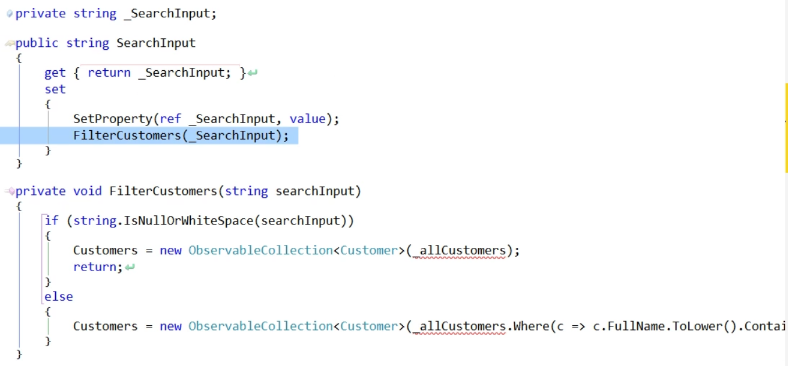 private string _SearchInput;
public string SearchInput
{
get { return _SearchInput; }
set
{
SetProperty(ref _SearchInput, value);
FilterCustomers(_SearchInput);
}
}
private void FilterCustomers(string searchInput)
{
if (string.IsNullOrWhiteSpace(searchInput))
{
Customers = new ObservableCollection<Customer>(_allCustomers);
return;
}
else
{
Customers = new ObservableCollection<Customer>(_allCustomers.Where(c => c.FullName.ToLower().Contai
}
}